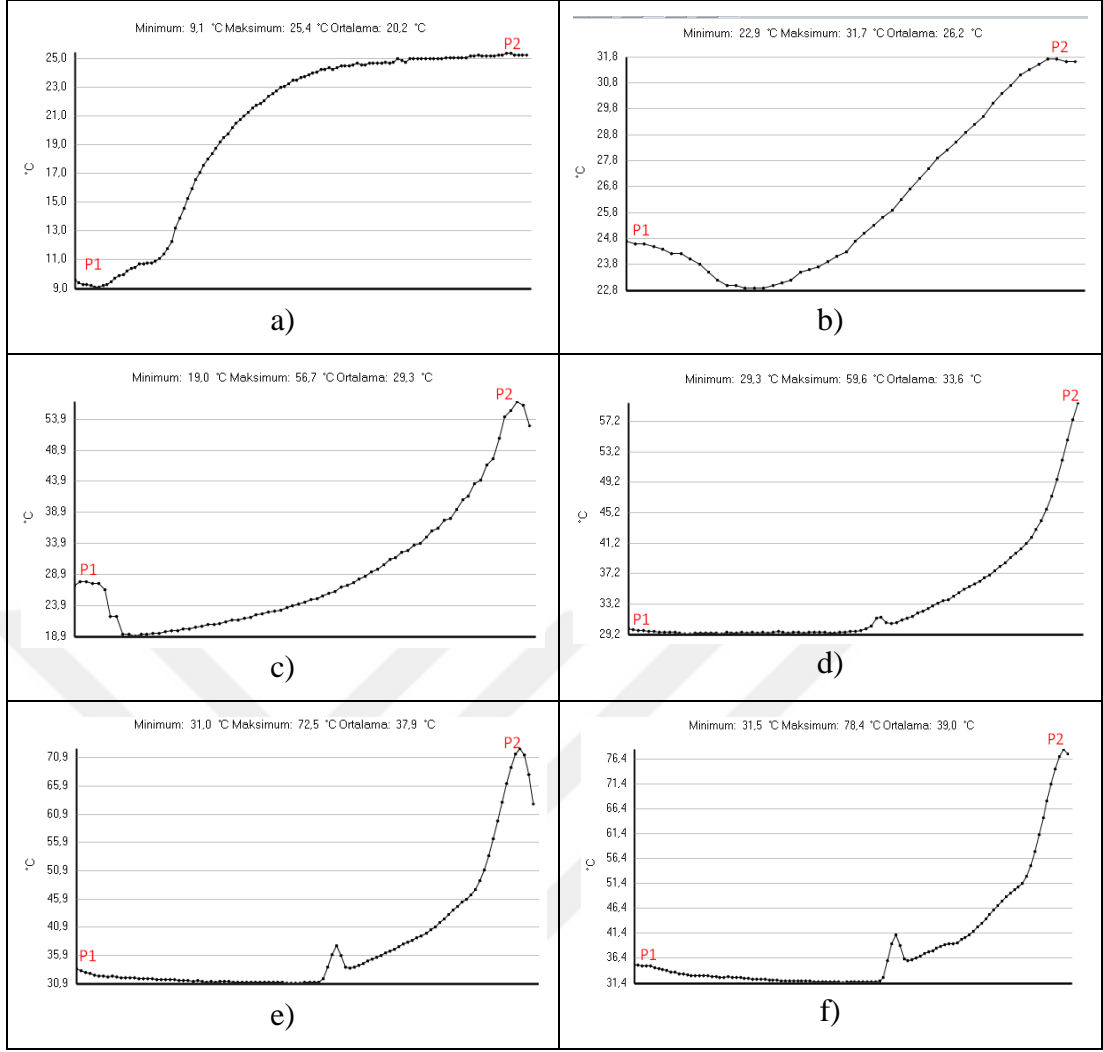 Minimum: 9,1 °C Maksimum: 25,4 °C Ortalama: 20,2 °C
P2
25,0
23,0
21,0
19,0
17,0
°C
15,0
13,0
11,0
P1
9,0
a)
Minimum: 22,9 °C Maksimum: 31,7 °C Ortalama: 26,2 °C
P2
31,8
30,8
29,8
28,8
27,8
°C
26,8
25,8
P1
24,8
23,8
22,8
b)
Minimum: 19,0 °C Maksimum: 56,7 °C Ortalama: 29,3 °C
P2
53,9
48,9
43,9
38,9
°C
33,9
P1
28,9
23,9
18,9
c)
Minimum: 29,3 °C Maksimum: 59,6 °C Ortalama: 33,6 °C
P2
57,2
53,2
49,2
45,2
°C
41,2
37,2
33,2
P1
29,2
d)
Minimum: 31,0 °C Maksimum: 72,5 °C Ortalama: 37,9 °C
P2
70,9
65,9
60,9
55,9
°C
50,9
45,9
40,9
P1
35,9
30,9
e)
Minimum: 31,5 °C Maksimum: 78,4 °C Ortalama: 39,0 °C
P2
76,4
71,4
66,4
61,4
56,4
°C
51,4
46,4
41,4
P1
36,4
31,4
f)